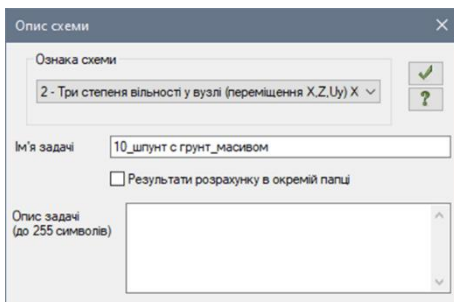 Опис схеми
Ознака схеми
2 - Три степеня вільності у вузлі (переміщення X,Z,Uy) X
?
Ім'я задачі
10_шпунт с грунт_масивом
Результати розрахунку в окремій папці
Опис задачі
(до 255 символів)